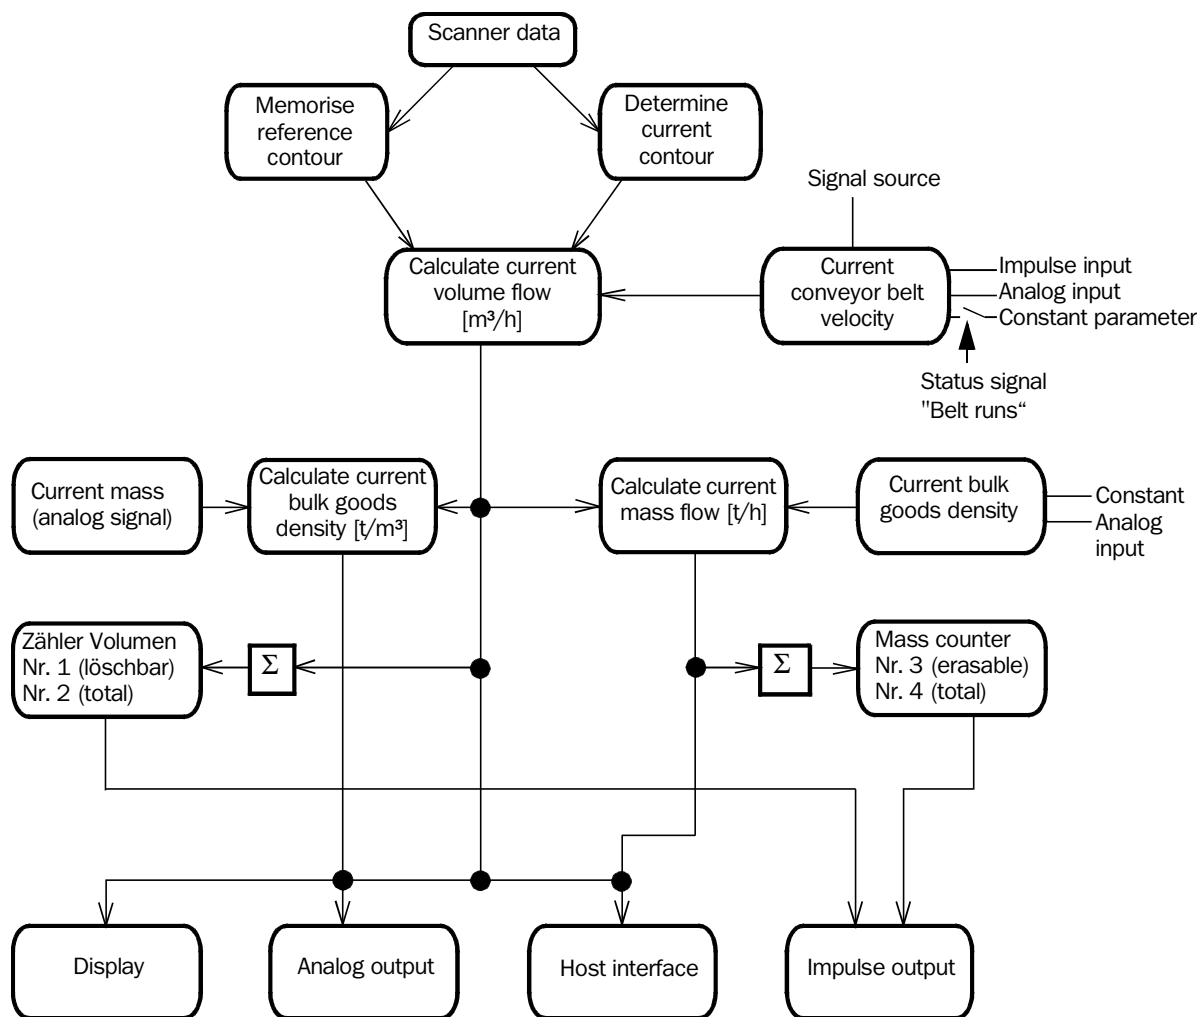 Scanner data
Memorise
reference
contour
Determine
current
contour
Signal source
Calculate current
volume flow
[m³/h]
Current
conveyor belt
velocity
Impulse input
Analog input
Constant parameter
Status signal
"Belt runs“
Current mass
(analog signal)
Calculate current
bulk goods
density [t/m³]
Calculate current
mass flow [t/h]
Current bulk
goods density
Constant
Analog
input
Zähler Volumen
Nr. 1 (löschbar)
Nr. 2 (total)
Σ
Σ
Mass counter
Nr. 3 (erasable)
Nr. 4 (total)
Display
Analog output
Host interface
Impulse output